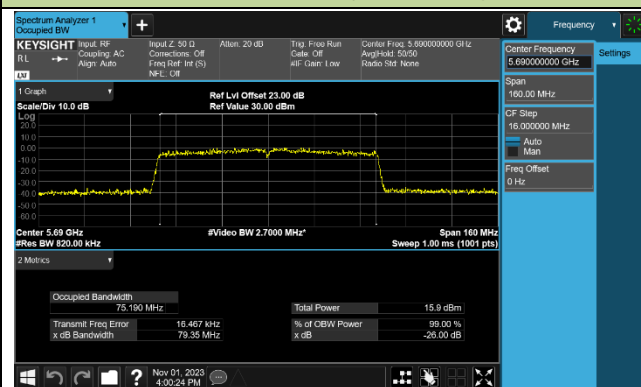 Spectrum Analyzer 1
Occupied BW
Frequency
KEYSIGHT
Input: RF
Coupling: AC
Align: Auto
Input Z: 50 Ω
Corrections: Off
Freq Ref: Int (S)
NFE: Off
Atten: 20 dB
Trig: Free Run
Gate: Off
#IF Gain: Low
Center Freq: 5.690000000 GHz
Avg|Hold: 50/50
Radio Std: None
RL
LXI
Center Frequency
5.690000000 GHz
Settings
Span
160.00 MHz
CF Step
16.000000 MHz
Auto
Man
Freq Offset
0 Hz
1 Graph
Scale/Div 10.0 dB
Ref Lvl Offset 23.00 dB
Ref Value 30.00 dBm
Log
20.0
10.0
0.00
-10.0
-20.0
-30.0
-40.0
-50.0
-60.0
Center 5.69 GHz
#Res BW 820.00 kHz
#Video BW 2.7000 MHz*
Span 160 MHz
Sweep 1.00 ms (1001 pts)
2 Metrics
Occupied Bandwidth
75.190 MHz
Total Power
15.9 dBm
Transmit Freq Error
16.467 kHz
% of OBW Power
99.00 %
x dB Bandwidth
79.35 MHz
x dB
-26.00 dB
Nov 01, 2023
4:00:24 PM